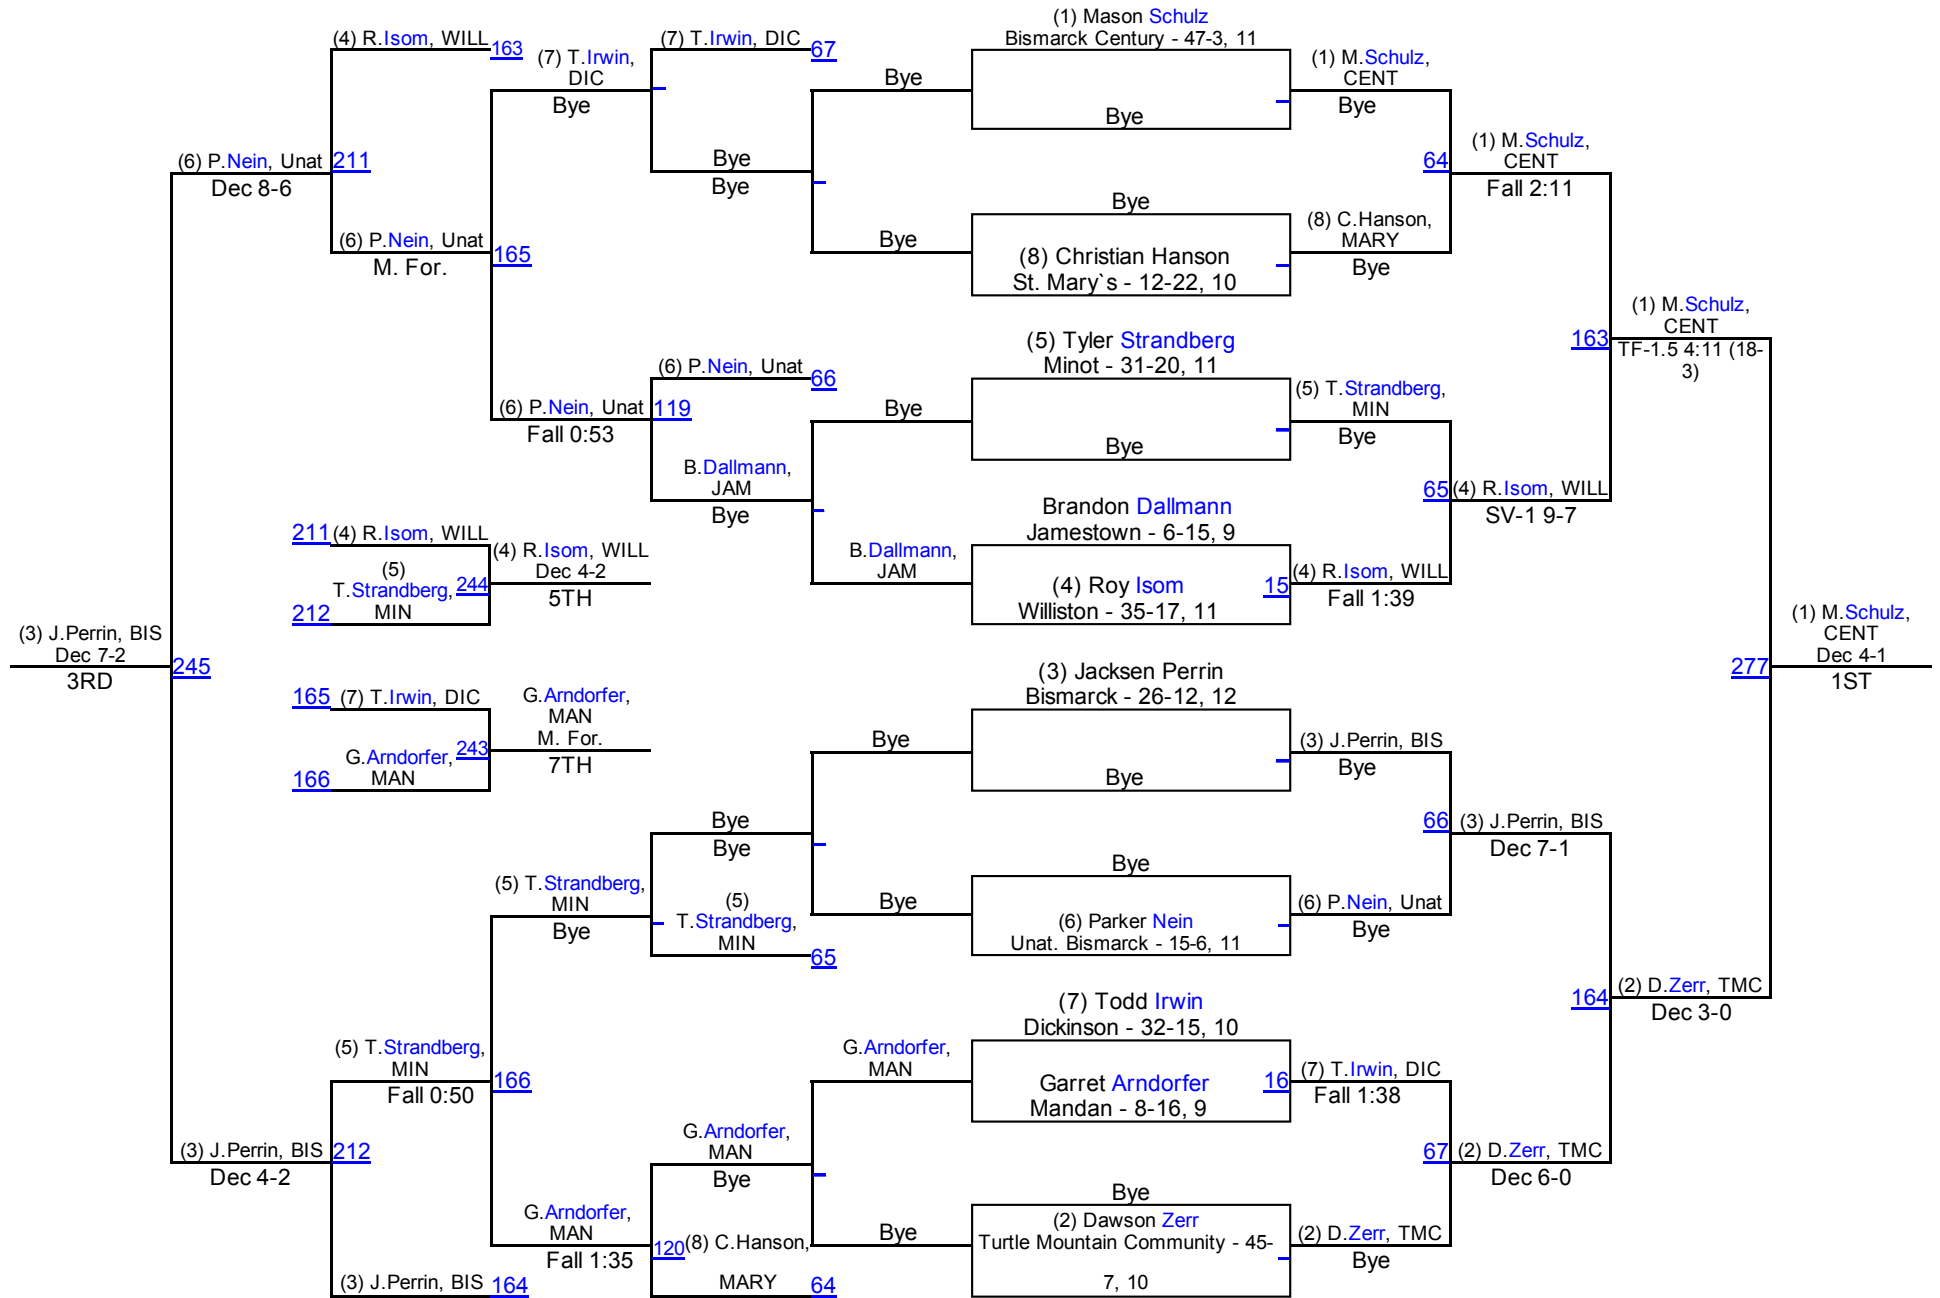 (4) R.Isom, WILL
163
(7) T.Irwin,
DIC
Bye
(7) T.Irwin, DIC
67
Bye
(1) Mason Schulz
Bismarck Century - 47-3, 11
Bye
(1) M.Schulz,
CENT
Bye
(6) P.Nein, Unat
Dec 8-6
211
Bye
Bye
64
(1) M.Schulz,
CENT
Fall 2:11
(6) P.Nein, Unat
M. For.
165
Bye
Bye
(8) Christian Hanson
St. Mary`s - 12-22, 10
(8) C.Hanson,
MARY
Bye
163
(1) M.Schulz,
CENT
TF-1.5 4:11 (18-
3)
(6) P.Nein, Unat
66
(5) Tyler Strandberg
Minot - 31-20, 11
Bye
(6) P.Nein, Unat
Fall 0:53
119
Bye
(5) T.Strandberg,
MIN
Bye
B.Dallmann,
JAM
Bye
65
(4) R.Isom, WILL
SV-1 9-7
211
(4) R.Isom, WILL
(5)
T.Strandberg,
MIN
212
244
(4) R.Isom, WILL
Dec 4-2
5TH
B.Dallmann,
JAM
Brandon Dallmann
Jamestown - 6-15, 9
(4) Roy Isom
Williston - 35-17, 11
15
(4) R.Isom, WILL
Fall 1:39
(3) J.Perrin, BIS
Dec 7-2
3RD
245
277
(1) M.Schulz,
CENT
Dec 4-1
1ST
165
(7) T.Irwin, DIC
G.Arndorfer,
MAN
166
243
G.Arndorfer,
MAN
M. For.
7TH
Bye
(3) Jacksen Perrin
Bismarck - 26-12, 12
Bye
(3) J.Perrin, BIS
Bye
Bye
Bye
66
(3) J.Perrin, BIS
Dec 7-1
(5) T.Strandberg,
MIN
Bye
(5)
T.Strandberg,
MIN
65
Bye
Bye
(6) Parker Nein
Unat. Bismarck - 15-6, 11
(6) P.Nein, Unat
Bye
164
(2) D.Zerr, TMC
Dec 3-0
(5) T.Strandberg,
MIN
Fall 0:50
166
G.Arndorfer,
MAN
(7) Todd Irwin
Dickinson - 32-15, 10
Garret Arndorfer
Mandan - 8-16, 9
16
(7) T.Irwin, DIC
Fall 1:38
(3) J.Perrin, BIS
Dec 4-2
212
G.Arndorfer,
MAN
Bye
67
(2) D.Zerr, TMC
Dec 6-0
G.Arndorfer,
MAN
Fall 1:35
120
(8) C.Hanson,
MARY
64
Bye
Bye
(2) Dawson Zerr
Turtle Mountain Community - 45-
7, 10
(2) D.Zerr, TMC
Bye
(3) J.Perrin, BIS
164